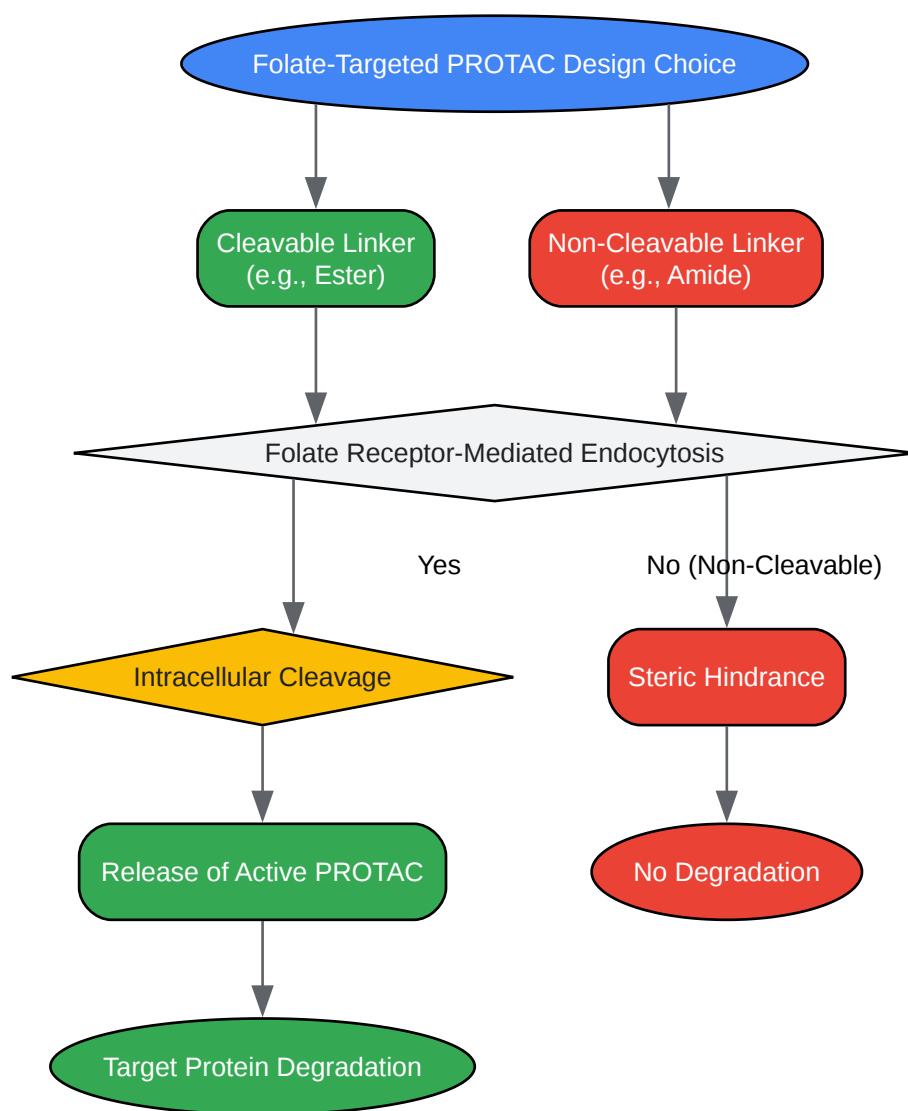 Folate-Targeted PROTAC Design Choice
Cleavable Linker
(e.g., Ester)
Non-Cleavable Linker
(e.g., Amide)
Folate Receptor-Mediated Endocytosis
Yes
No (Non-Cleavable)
Intracellular Cleavage
Steric Hindrance
Release of Active PROTAC
No Degradation
Target Protein Degradation